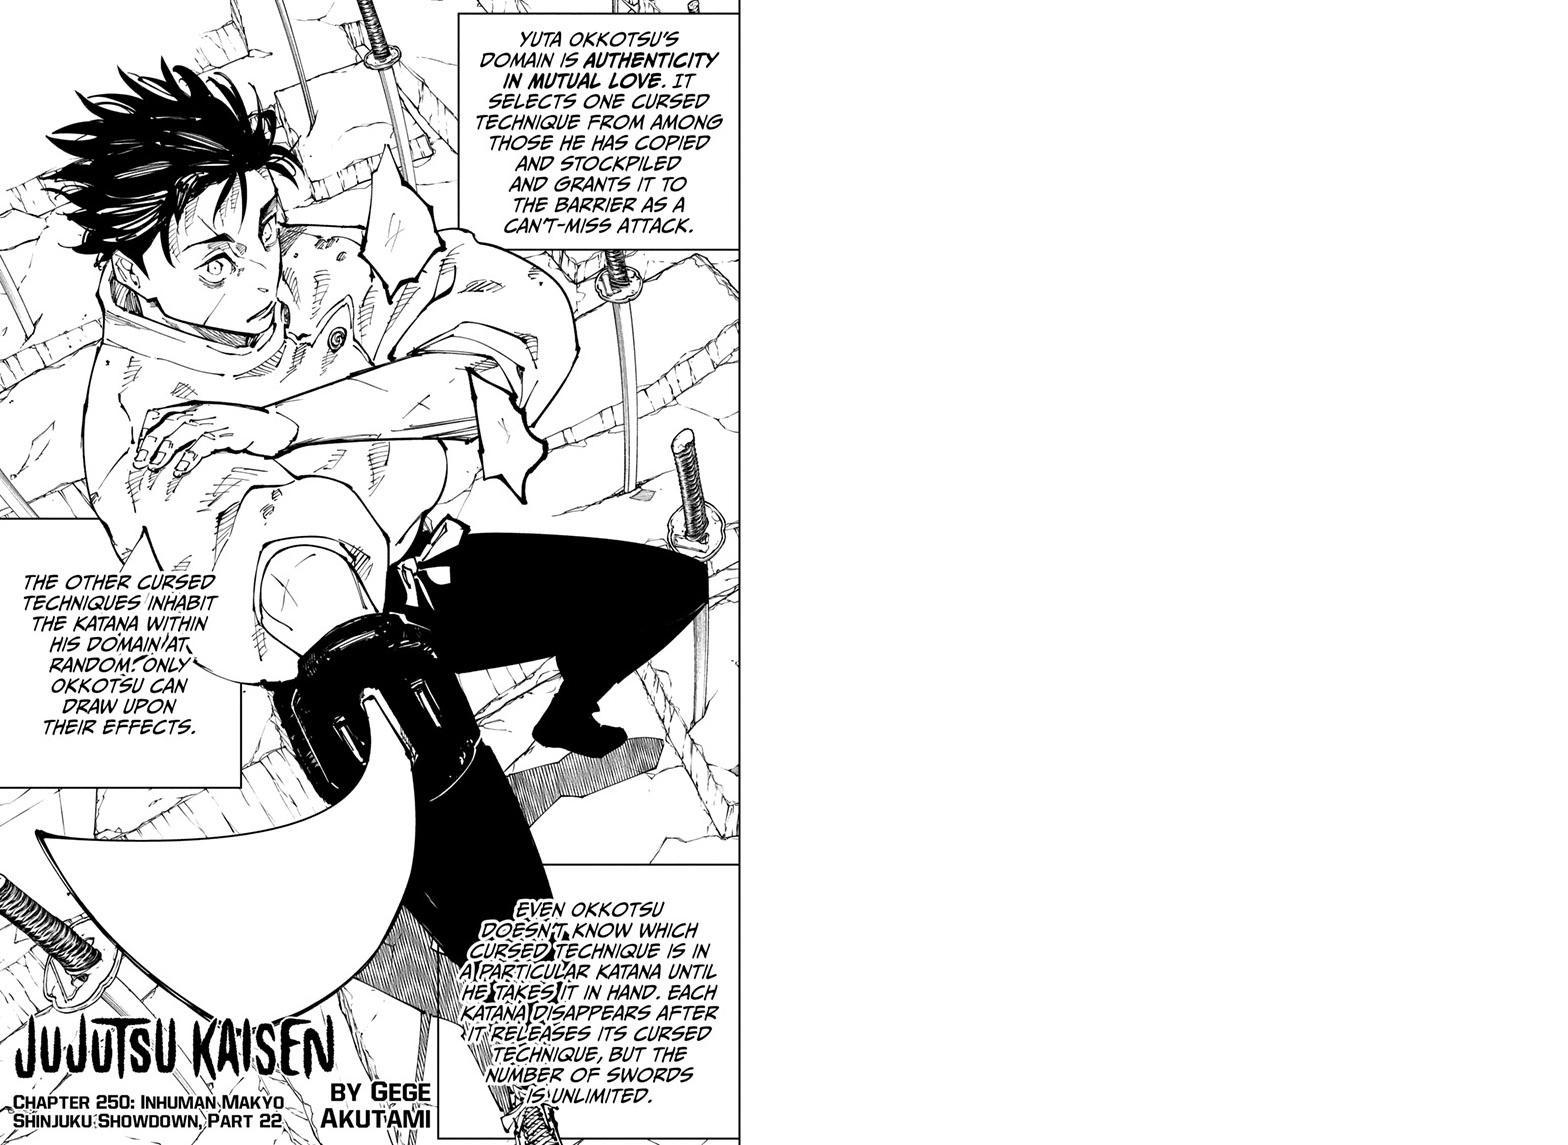 YUTA OKKOTSU'S
DOMAIN IS AUTHENTICITY
IN MUTUAL LOVE. IT
SELECTS ONE CURSED
TECHNIQUE FROM AMONG
THOSE HE HAS COPIED
AND STOCKPILED
AND GRANTS IT TO
THE BARRIER AS A
CAN'T-MISS ATTACK.
THE OTHER CURSED
TECHNIQUES INHABIT
THE KATANA WITHIN
HIS DOMAIN AT
RANDOM. ONLY
OKKOTSU CAN
DRAW UPON
THEIR EFFECTS.
EVEN OKKOTSU
DOESN'T KNOW WHICH
CURSED TECHNIQUE IS IN
A PARTICULAR KATANA UNTIL
HE TAKES IT IN HAND. EACH
KATANA DISAPPEARS AFTER
IT RELEASES ITS CURSED
TECHNIQUE, BUT THE
NUMBER OF SWORDS
IS UNLIMITED.
JUJUTSU KAISEN
CHAPTER 250: INHUMAN MAKYO
SHINJUKU SHOWDOWN, PART 22
BY GEGE
AKUTAMI